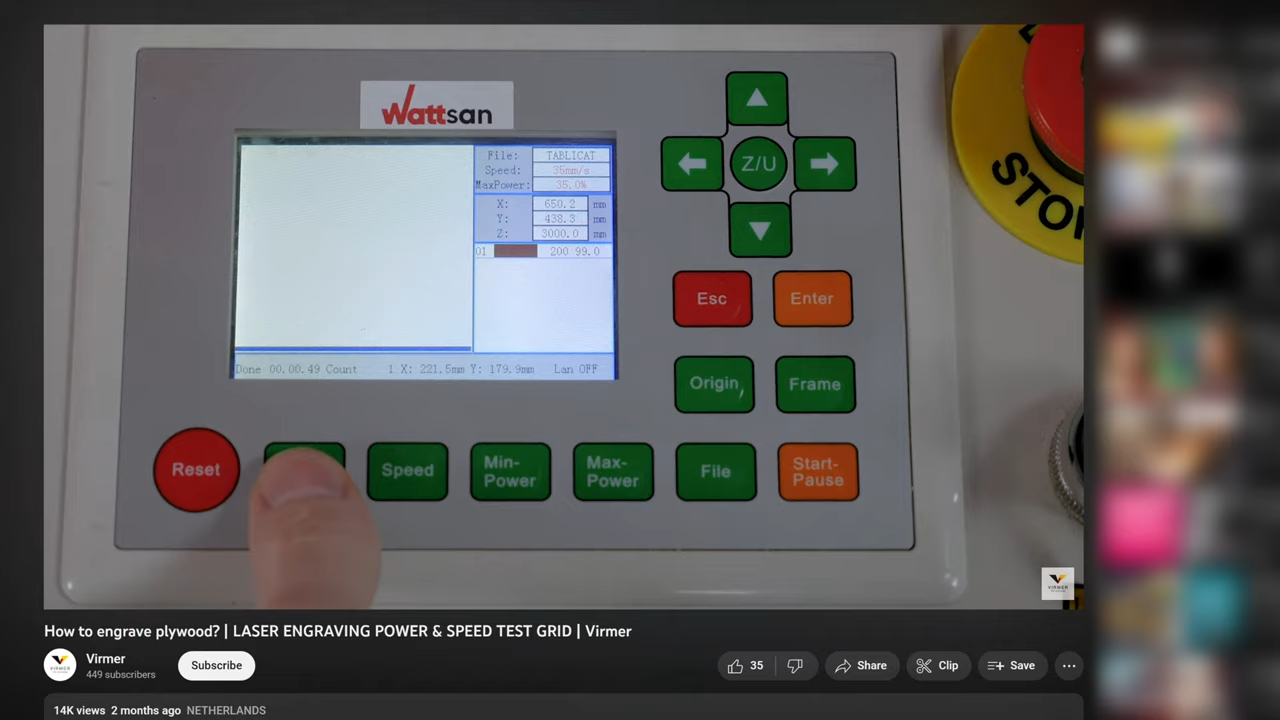 Wattsan
File: TABLICAT
Speed: 35mm/s
MaxPower: 35.0%
X: 650.2 mm
Y: 438.3 mm
Z: 3000.0 mm
01 200 99.0
Done 00.00.49 Count 1 X: 221.5mm Y: 179.9mm Lan OFF
Z/U
Esc
Enter
Origin
Frame
Reset
Speed
Min-
Power
Max-
Power
File
Start-
Pause
STOP
VIRMER
How to engrave plywood? | LASER ENGRAVING POWER & SPEED TEST GRID | Virmer
Virmer
449 subscribers
Subscribe
35
Share
Clip
Save
14K views 2 months ago NETHERLANDS